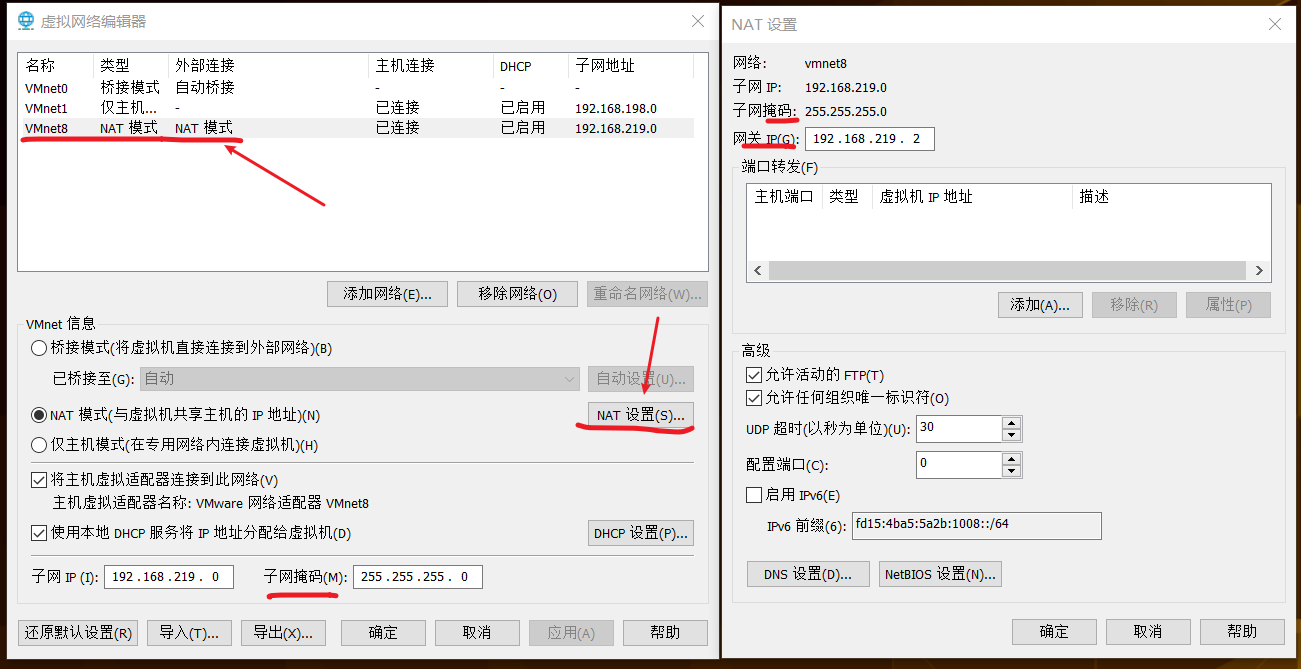 虚拟网络编辑器
名称 类型 外部连接 主机连接 DHCP 子网地址
VMnet0 桥接模式 自动桥接 - - -
VMnet1 仅主机... - 已连接 已启用 192.168.198.0
VMnet8 NAT 模式 NAT 模式 已连接 已启用 192.168.219.0
添加网络(E)... 移除网络(O) 重命名网络(W)...
VMnet 信息
桥接模式(将虚拟机直接连接到外部网络)(B)
已桥接至(G): 自动 自动设置(U)...
NAT 模式(与虚拟机共享主机的 IP 地址)(N) NAT 设置(S)...
仅主机模式(在专用网络内连接虚拟机)(H)
将主机虚拟适配器连接到此网络(V)
主机虚拟适配器名称: VMware 网络适配器 VMnet8
使用本地 DHCP 服务将 IP 地址分配给虚拟机(D) DHCP 设置(P)...
子网 IP (I): 192.168.219. 0 子网掩码(M): 255.255.255. 0
还原默认设置(R) 导入(T)... 导出(X)... 确定 取消 应用(A) 帮助
NAT 设置
网络: vmnet8
子网 IP: 192.168.219.0
子网掩码: 255.255.255.0
网关 IP(G): 192.168.219. 2
端口转发(F)
主机端口 类型 虚拟机 IP 地址 描述
添加(A)... 移除(R) 属性(P)
高级
允许活动的 FTP(T)
允许任何组织唯一标识符(O)
UDP 超时(以秒为单位)(U): 30
配置端口(C): 0
启用 IPv6(E)
IPv6 前缀(6): fd15:4ba5:5a2b:1008::/64
DNS 设置(D)... NetBIOS 设置(N)...
确定 取消 帮助